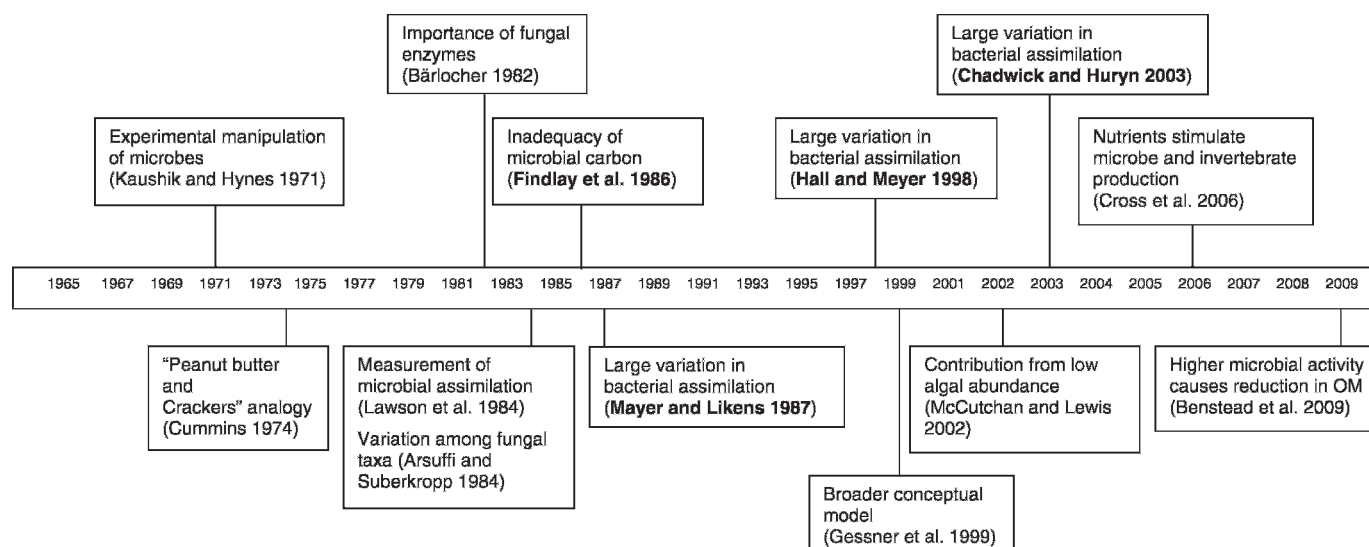 Importance of fungal
enzymes
(Bärlocher 1982)
Large variation in
bacterial assimilation
(Chadwick and Huryn 2003)
Experimental manipulation
of microbes
(Kaushik and Hynes 1971)
Inadequacy of
microbial carbon
(Findlay et al. 1986)
Large variation in
bacterial assimilation
(Hall and Meyer 1998)
Nutrients stimulate
microbe and invertebrate
production
(Cross et al. 2006)
1965 1967 1969 1971 1973 1975 1977 1979 1981 1983 1985 1987 1989 1991 1993 1995 1997 1999 2001 2002 2003 2004 2005 2006 2007 2008 2009
“Peanut butter
and
Crackers” analogy
(Cummins 1974)
Measurement of
microbial assimilation
(Lawson et al. 1984)
Variation among fungal
taxa (Arsuffi and
Suberkropp 1984)
Large variation in
bacterial assimilation
(Mayer and Likens 1987)
Broader conceptual
model
(Gessner et al. 1999)
Contribution from low
algal abundance
(McCutchan and Lewis
2002)
Higher microbial activity
causes reduction in OM
(Benstead et al. 2009)